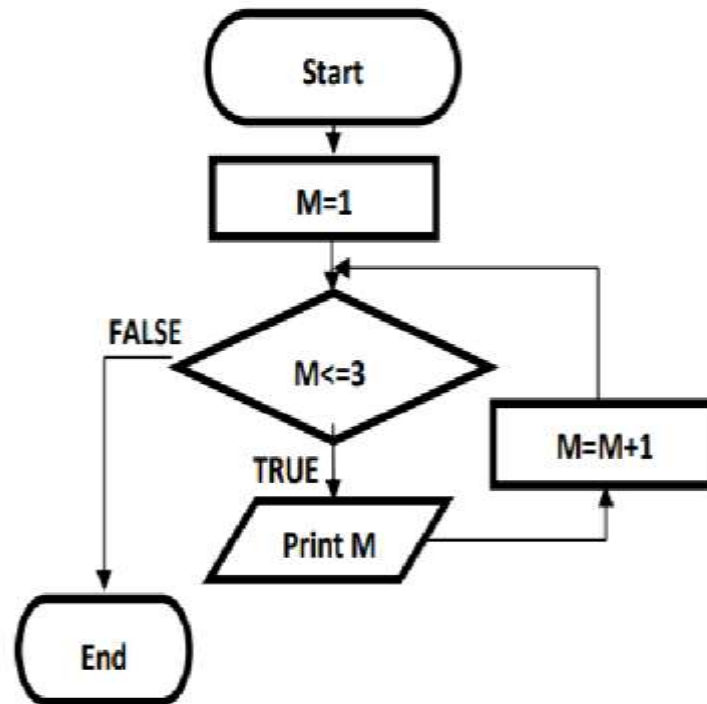 Start
M=1
FALSE
M<=3
M=M+1
TRUE
Print M
End